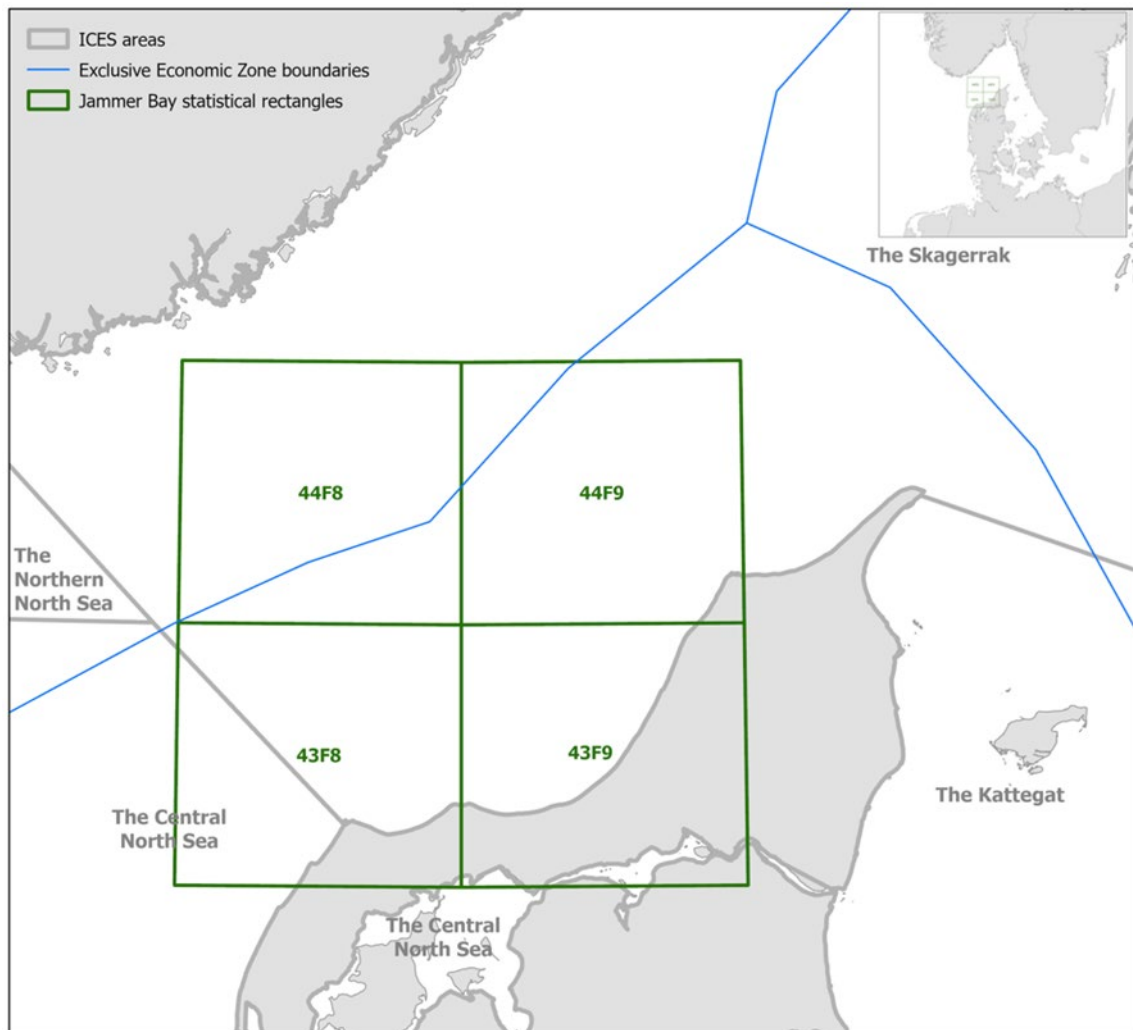 ICES areas
Exclusive Economic Zone boundaries
Jammer Bay statistical rectangles
The Skagerrak
44F8
44F9
The
Northern
North Sea
43F8
43F9
The Central
North Sea
The Kattegat
The Central
North Sea